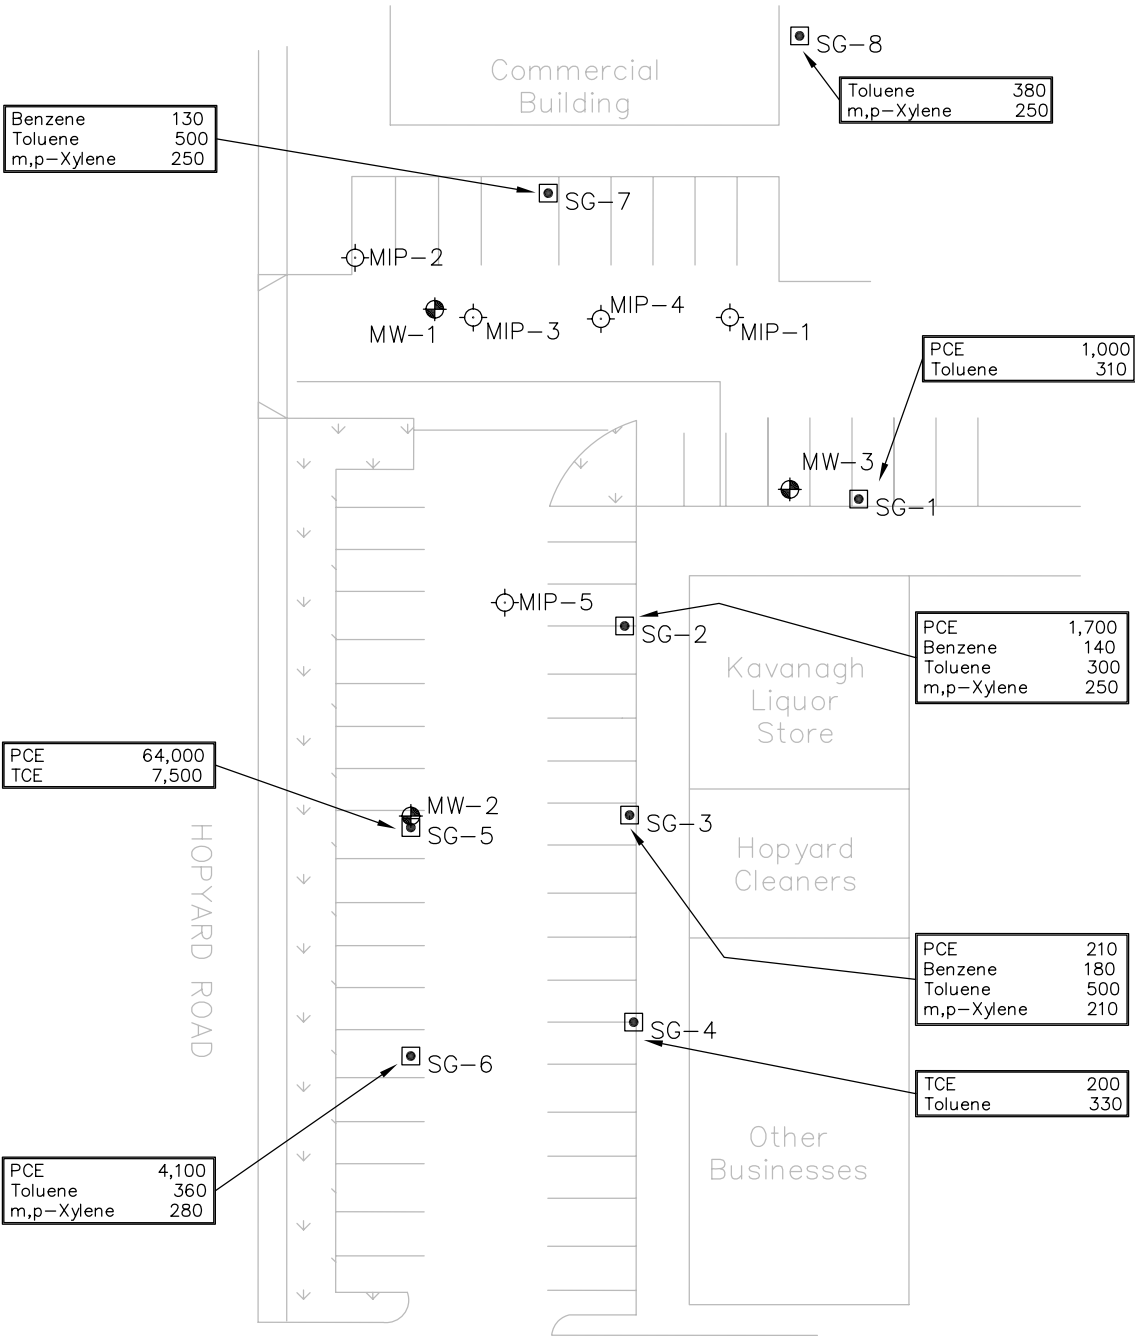 Commercial
Building
SG-8
Toluene 380
m,p-Xylene 250
Benzene 130
Toluene 500
m,p-Xylene 250
SG-7
MIP-2
MW-1
MIP-3
MIP-4
MIP-1
PCE 1,000
Toluene 310
MW-3
SG-1
MIP-5
SG-2
PCE 1,700
Benzene 140
Toluene 300
m,p-Xylene 250
Kavanagh
Liquor
Store
PCE 64,000
TCE 7,500
MW-2
SG-5
SG-3
HOPYARD ROAD
Hopyard
Cleaners
PCE 210
Benzene 180
Toluene 500
m,p-Xylene 210
SG-4
SG-6
TCE 200
Toluene 330
Other
Businesses
PCE 4,100
Toluene 360
m,p-Xylene 280